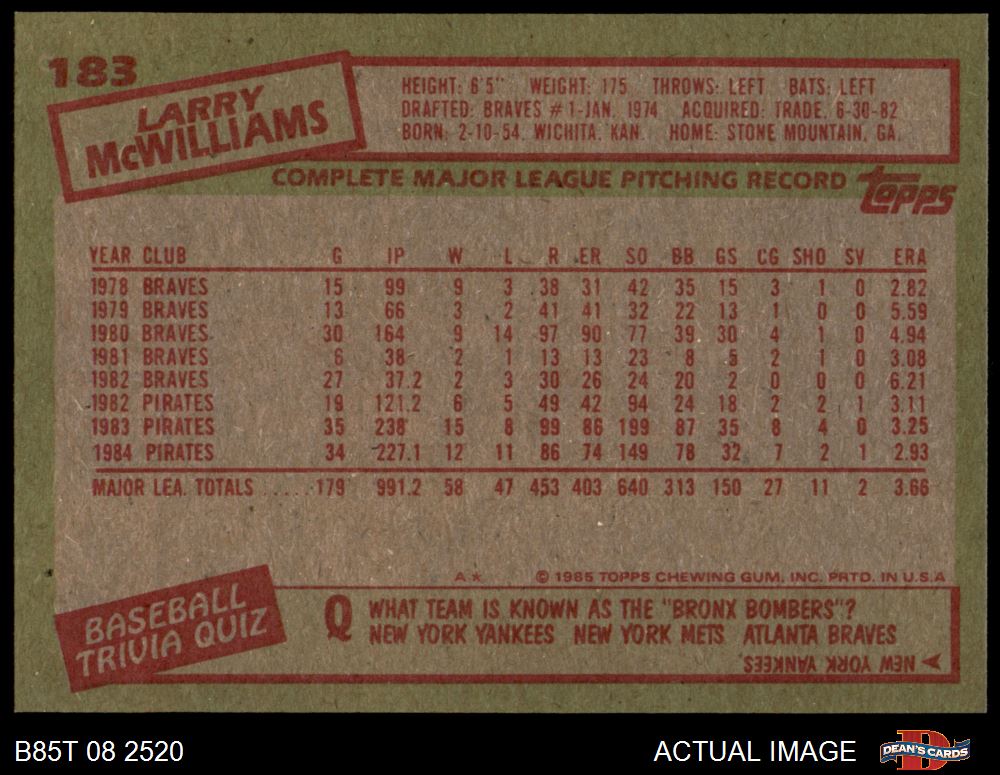 183
LARRY
McWILLIAMS
HEIGHT: 6'5" WEIGHT: 175 THROWS: LEFT BATS: LEFT
DRAFTED: BRAVES #1-JAN. 1974 ACQUIRED: TRADE, 6-30-82
BORN: 2-10-54, WICHITA, KAN. HOME: STONE MOUNTAIN, GA.
COMPLETE MAJOR LEAGUE PITCHING RECORD
Topps
YEAR CLUB G IP W L R ER SO BB GS CG SHO SV ERA
1978 BRAVES 15 99 9 3 38 31 42 35 15 3 1 0 2.82
1979 BRAVES 13 66 3 2 41 41 32 22 13 1 0 0 5.59
1980 BRAVES 30 164 9 14 97 90 77 39 30 4 1 0 4.94
1981 BRAVES 6 38 2 1 13 13 23 8 5 2 1 0 3.08
1982 BRAVES 27 37.2 2 3 30 26 24 20 2 0 0 0 6.21
1982 PIRATES 19 121.2 6 5 49 42 94 24 18 2 2 1 3.11
1983 PIRATES 35 238 15 8 99 86 199 87 35 8 4 0 3.25
1984 PIRATES 34 227.1 12 11 86 74 149 78 32 7 2 1 2.93
MAJOR LEA. TOTALS .....179 991.2 58 47 453 403 640 313 150 27 11 2 3.66
A* © 1985 TOPPS CHEWING GUM, INC. PRTD. IN U.S.A
BASEBALL
TRIVIA QUIZ
Q WHAT TEAM IS KNOWN AS THE "BRONX BOMBERS"?
NEW YORK YANKEES NEW YORK METS ATLANTA BRAVES
NEW YORK YANKEES
B85T 08 2520
ACTUAL IMAGE
D
DEAN'S CARDS